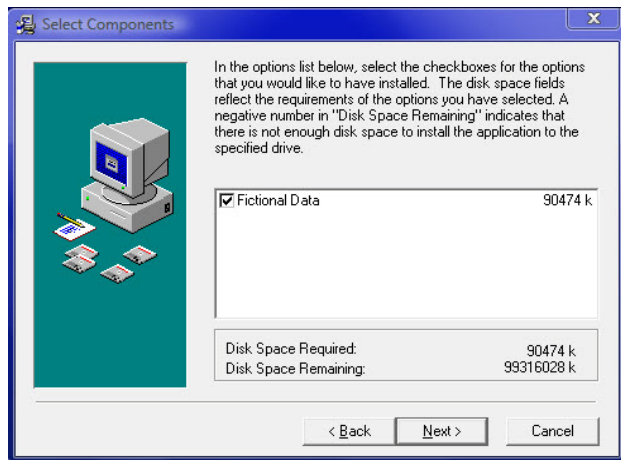 Select Components
X
In the options list below, select the checkboxes for the options
that you would like to have installed.  The disk space fields
reflect the requirements of the options you have selected. A
negative number in "Disk Space Remaining" indicates that
there is not enough disk space to install the application to the
specified drive.
Fictional Data 90474 k
Disk Space Required: 90474 k
Disk Space Remaining: 99316028 k
< Back Next > Cancel